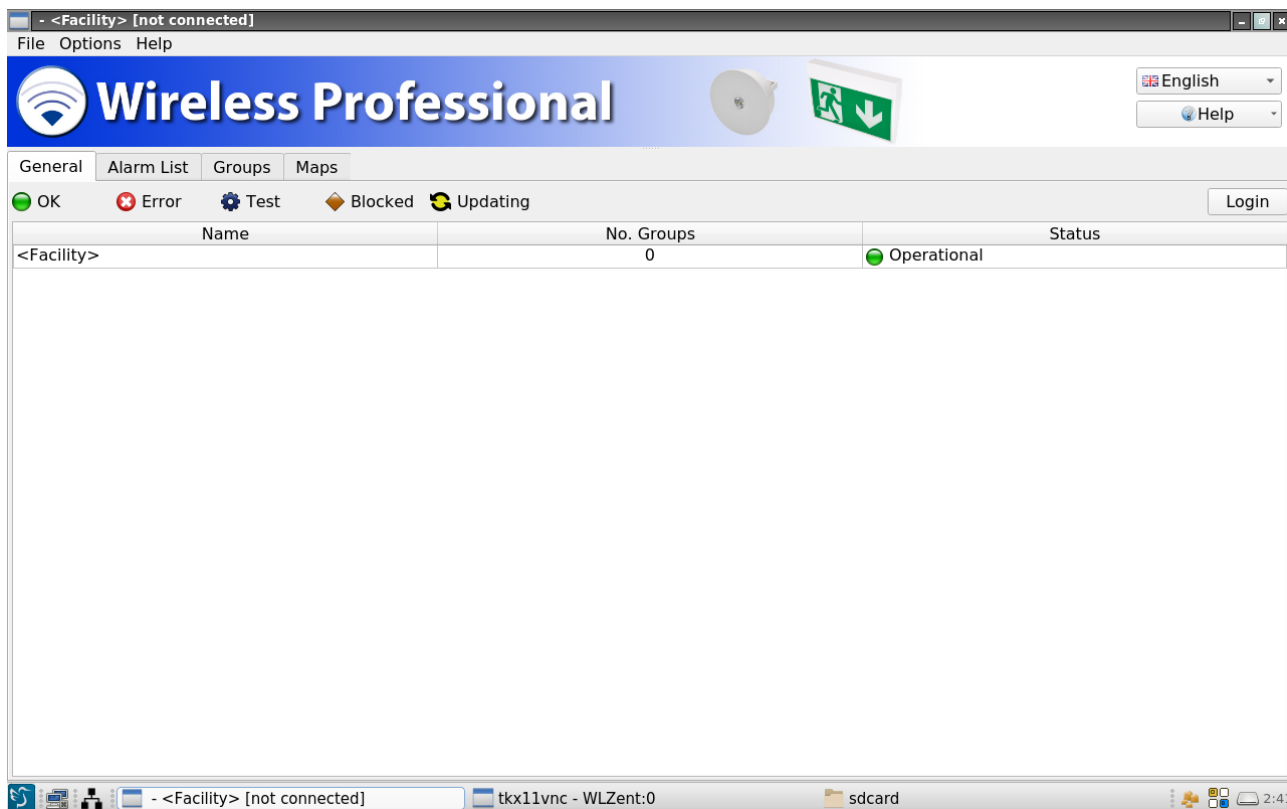 - <Facility> [not connected]
File Options Help
Wireless Professional
English
Help
General Alarm List Groups Maps
OK Error Test Blocked Updating Login
Name No. Groups Status
<Facility> 0 Operational
- <Facility> [not connected] tkx11vnc - WLZent:0 sdcard